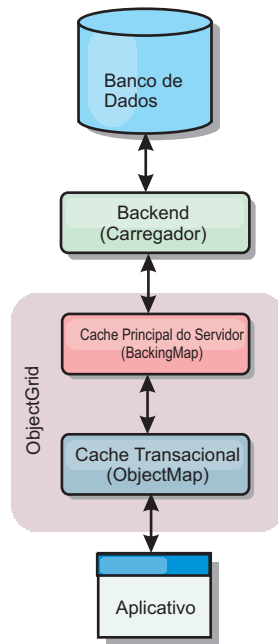 Banco de
Dados
Backend
(Carregador)
Cache Principal do Servidor
(BackingMap)
ObjectGrid
Cache Transacional
(ObjectMap)
Aplicativo